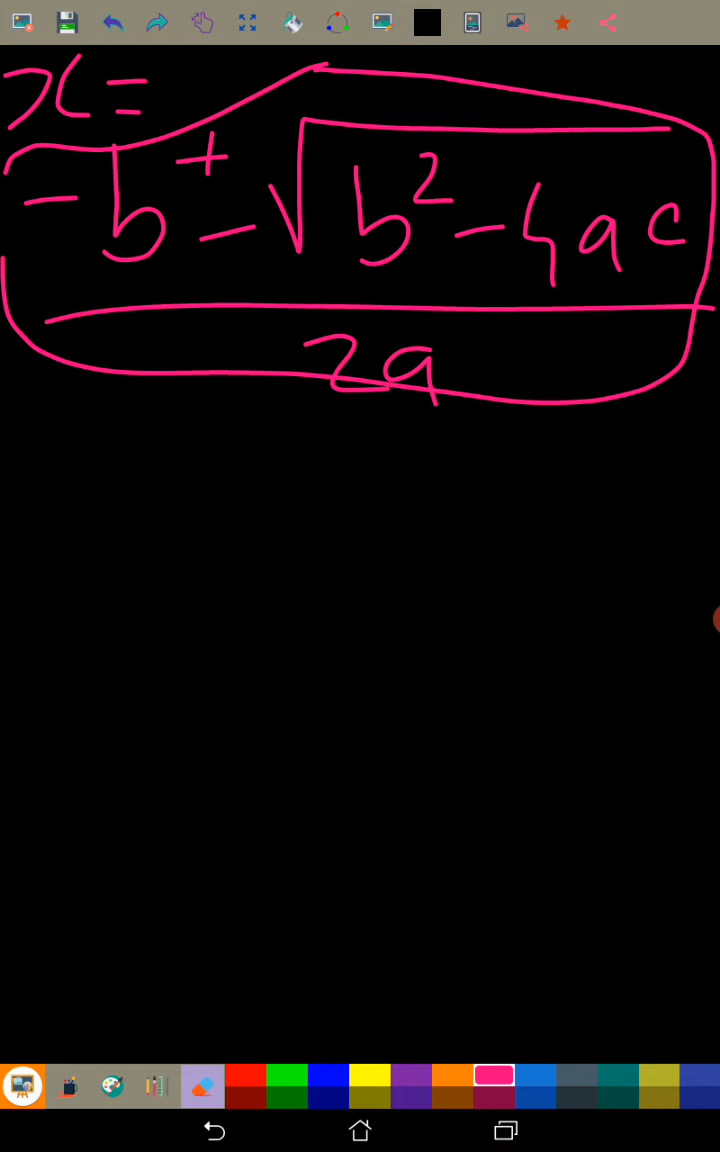 x =
- b ± √b² - 4ac
2a